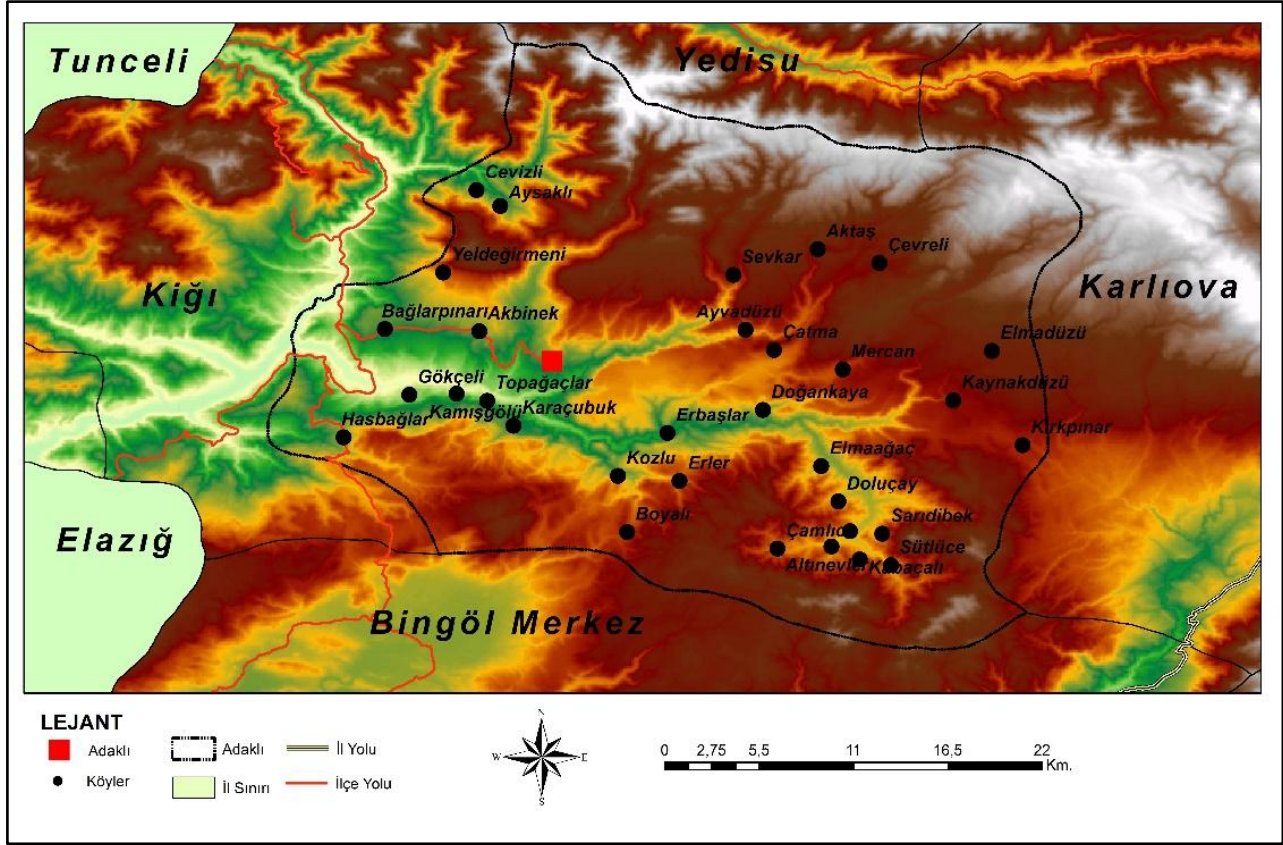 Tunceli
Yedisu
Cevizli
Aysaklı
Aktaş
Çevreli
Sevkar
Yeldeğirmeni
Kiğı
Karlıova
Bağlarpınarı
Akbinek
Ayvadüzü
Çatma
Elmadüzü
Mercan
Gökçeli
Topağaçlar
Kaynakdüzü
Doğankaya
Kamışgölü
Karaçubuk
Hasbağlar
Erbaşlar
Kırkpınar
Kozlu
Erler
Elmaağaç
Doluçay
Elazığ
Boyalı
Sarıdibek
Sütlüce
Altınevler
Kabaçalı
Bingöl Merkez
LEJANT
Adaklı
Adaklı
İl Yolu
Köyler
İl Sınırı
İlçe Yolu
N
W
E
S
0 2,75 5,5 11 16,5 22
Km.